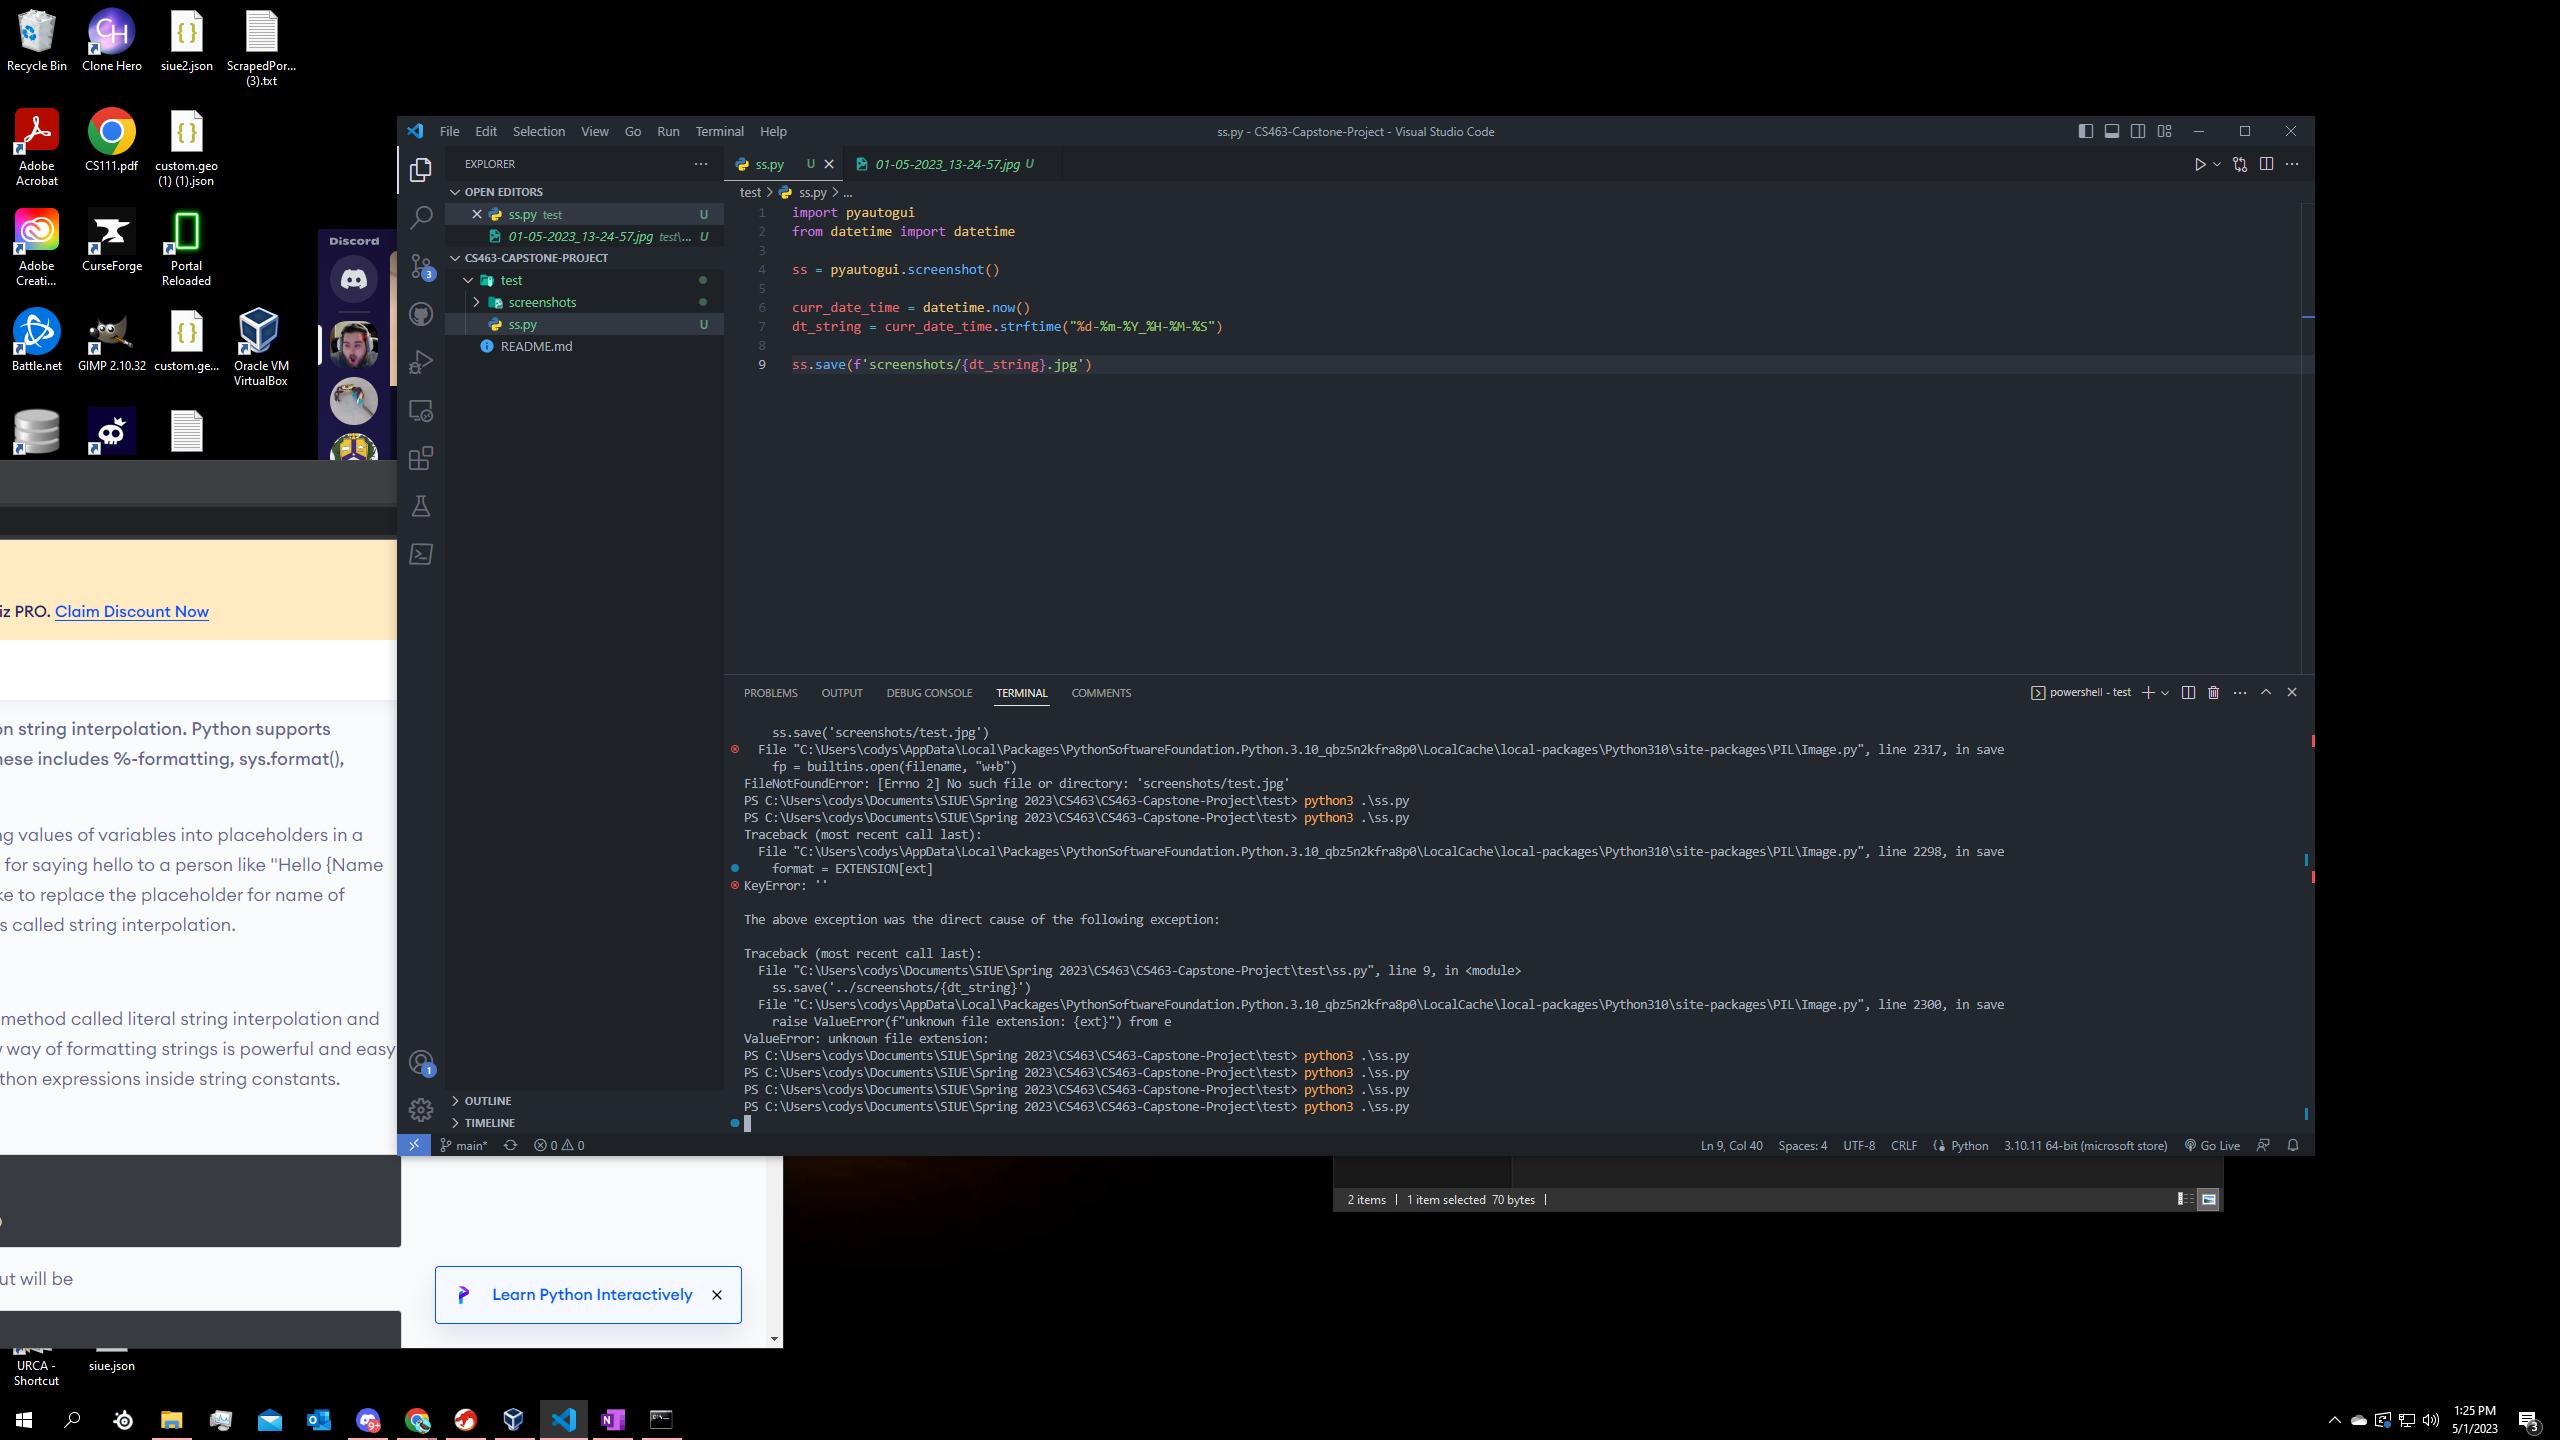 Recycle Bin
Clone Hero
siue2.json
ScrapedPor...
(3).txt
Adobe
Acrobat
CS111.pdf
custom.geo
(1) (1).json
Adobe
Creati...
CurseForge
Portal
Reloaded
Battle.net
GIMP 2.10.32
custom.ge...
Oracle VM
VirtualBox
Discord
File Edit Selection View Go Run Terminal Help
ss.py - CS463-Capstone-Project - Visual Studio Code
EXPLORER
OPEN EDITORS
ss.py test U
01-05-2023_13-24-57.jpg test\... U
CS463-CAPSTONE-PROJECT
test
screenshots
ss.py U
README.md
OUTLINE
TIMELINE
3
1
ss.py U
01-05-2023_13-24-57.jpg U
test > ss.py > ...
1 import pyautogui
2 from datetime import datetime
3
4 ss = pyautogui.screenshot()
5
6 curr_date_time = datetime.now()
7 dt_string = curr_date_time.strftime("%d-%m-%Y_%H-%M-%S")
8
9 ss.save(f'screenshots/{dt_string}.jpg')
PROBLEMS OUTPUT DEBUG CONSOLE TERMINAL COMMENTS
powershell - test
ss.save('screenshots/test.jpg')
File "C:\Users\codys\AppData\Local\Packages\PythonSoftwareFoundation.Python.3.10_qbz5n2kfra8p0\LocalCache\local-packages\Python310\site-packages\PIL\Image.py", line 2317, in save
fp = builtins.open(filename, "w+b")
FileNotFoundError: [Errno 2] No such file or directory: 'screenshots/test.jpg'
PS C:\Users\codys\Documents\SIUE\Spring 2023\CS463\CS463-Capstone-Project\test> python3 .\ss.py
PS C:\Users\codys\Documents\SIUE\Spring 2023\CS463\CS463-Capstone-Project\test> python3 .\ss.py
Traceback (most recent call last):
File "C:\Users\codys\AppData\Local\Packages\PythonSoftwareFoundation.Python.3.10_qbz5n2kfra8p0\LocalCache\local-packages\Python310\site-packages\PIL\Image.py", line 2298, in save
format = EXTENSION[ext]
KeyError: ''
The above exception was the direct cause of the following exception:
Traceback (most recent call last):
File "C:\Users\codys\Documents\SIUE\Spring 2023\CS463\CS463-Capstone-Project\test\ss.py", line 9, in <module>
ss.save('../screenshots/{dt_string}')
File "C:\Users\codys\AppData\Local\Packages\PythonSoftwareFoundation.Python.3.10_qbz5n2kfra8p0\LocalCache\local-packages\Python310\site-packages\PIL\Image.py", line 2300, in save
raise ValueError(f"unknown file extension: {ext}") from e
ValueError: unknown file extension:
PS C:\Users\codys\Documents\SIUE\Spring 2023\CS463\CS463-Capstone-Project\test> python3 .\ss.py
PS C:\Users\codys\Documents\SIUE\Spring 2023\CS463\CS463-Capstone-Project\test> python3 .\ss.py
PS C:\Users\codys\Documents\SIUE\Spring 2023\CS463\CS463-Capstone-Project\test> python3 .\ss.py
PS C:\Users\codys\Documents\SIUE\Spring 2023\CS463\CS463-Capstone-Project\test> python3 .\ss.py
main* 0 0
Ln 9, Col 40 Spaces: 4 UTF-8 CRLF Python 3.10.11 64-bit (microsoft store) Go Live
iz PRO. Claim Discount Now
on string interpolation. Python supports
hese includes %-formatting, sys.format(),
ng values of variables into placeholders in a
for saying hello to a person like "Hello {Name
ke to replace the placeholder for name of
s called string interpolation.
method called literal string interpolation and
w way of formatting strings is powerful and easy
thon expressions inside string constants.
ut will be
Learn Python Interactively
2 items 1 item selected 70 bytes
URCA -
Shortcut
siue.json
9+
1:25 PM
5/1/2023
3